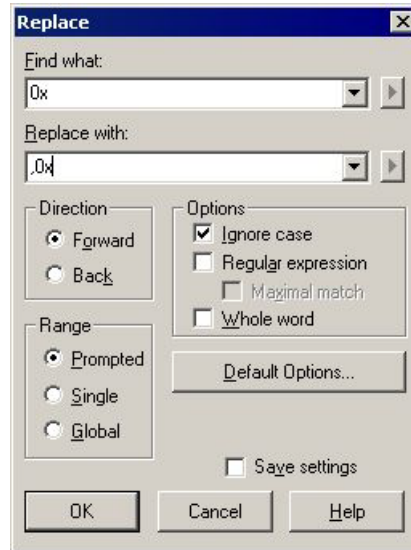 Replace
Find what:
0x
Replace with:
,0x
Direction
Forward
Back
Options
Ignore case
Regular expression
Maximal match
Whole word
Range
Prompted
Single
Global
Default Options...
Save settings
OK
Cancel
Help